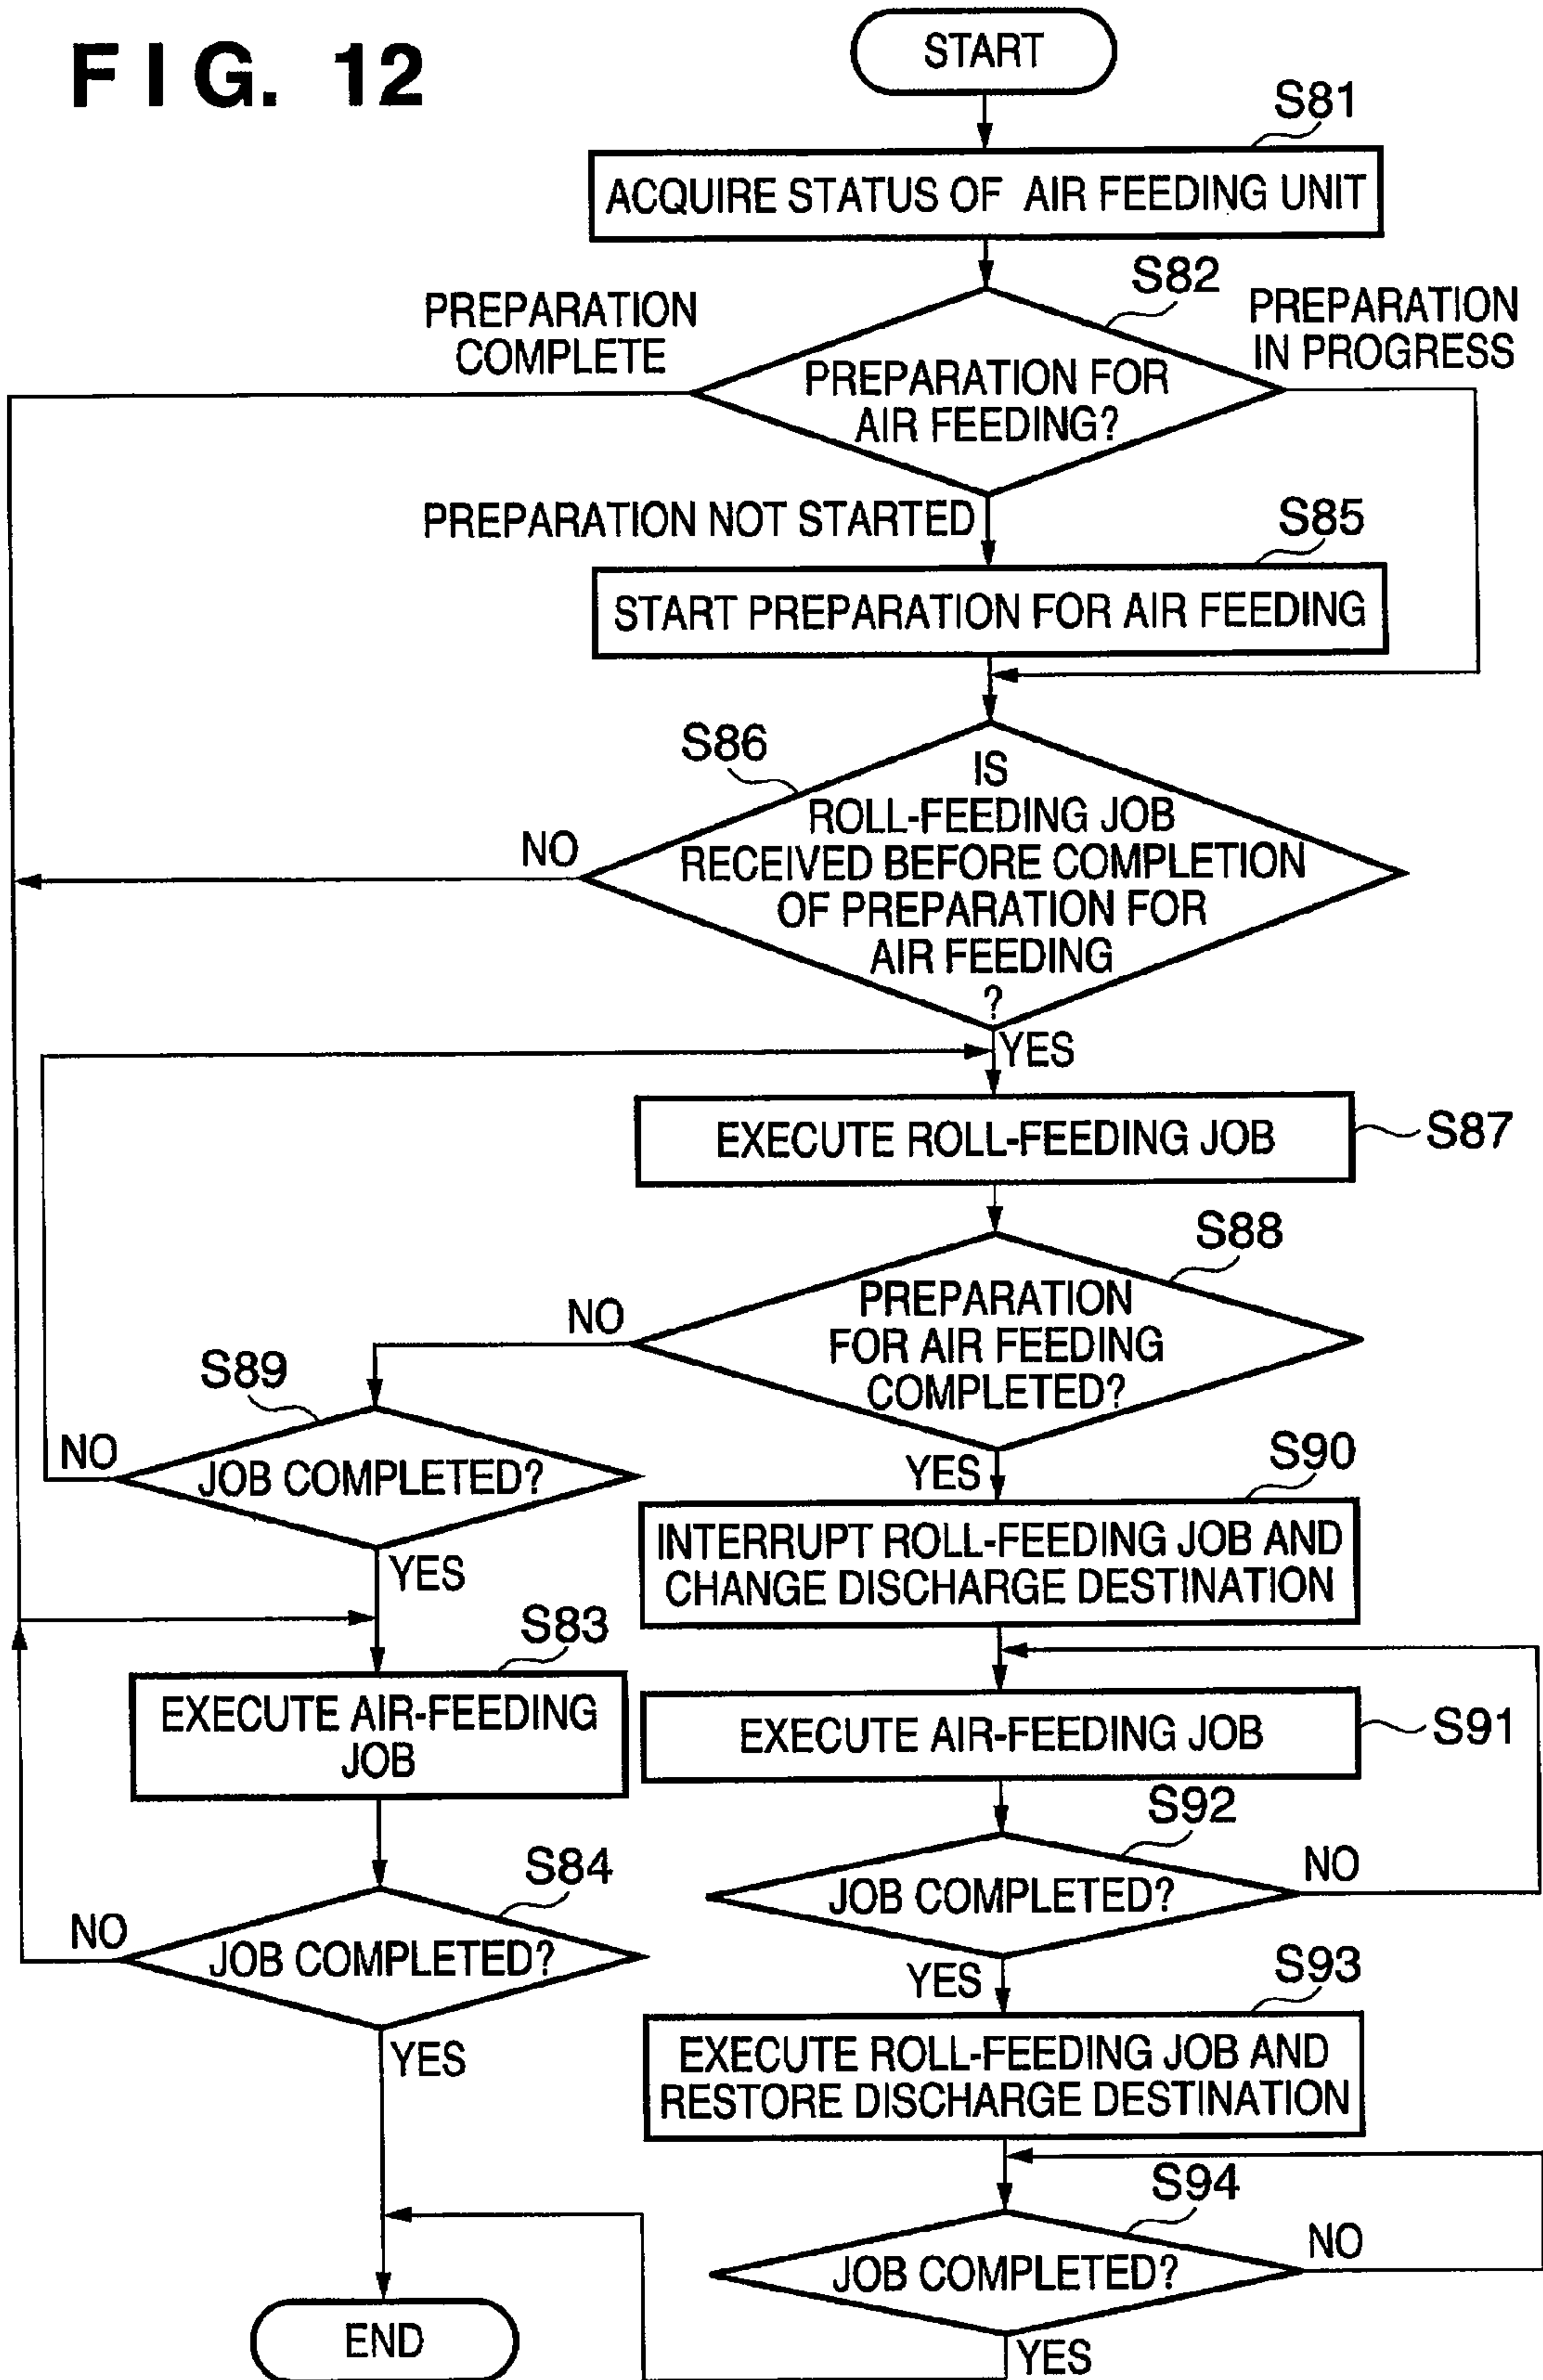 FIG. 12
START
S81
ACQUIRE STATUS OF AIR FEEDING UNIT
S82
PREPARATION
COMPLETE
PREPARATION
IN PROGRESS
PREPARATION FOR
AIR FEEDING?
PREPARATION NOT STARTED
S85
START PREPARATION FOR AIR FEEDING
S86
IS
ROLL-FEEDING JOB
RECEIVED BEFORE COMPLETION
OF PREPARATION FOR
AIR FEEDING
?
NO
YES
EXECUTE ROLL-FEEDING JOB
S87
S88
PREPARATION
FOR AIR FEEDING
COMPLETED?
NO
S89
NO
JOB COMPLETED?
YES
YES
S90
INTERRUPT ROLL-FEEDING JOB AND
CHANGE DISCHARGE DESTINATION
S83
EXECUTE AIR-FEEDING
JOB
EXECUTE AIR-FEEDING JOB
S91
S92
JOB COMPLETED?
NO
S84
NO
JOB COMPLETED?
YES
YES
S93
EXECUTE ROLL-FEEDING JOB AND
RESTORE DISCHARGE DESTINATION
S94
JOB COMPLETED?
NO
YES
END